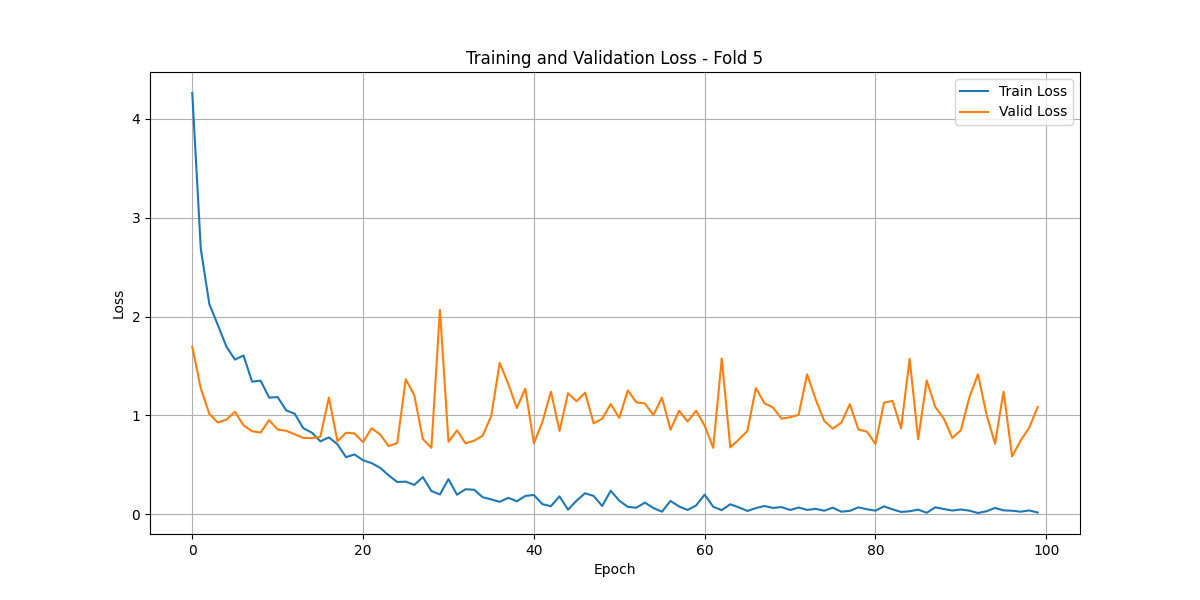 Training and Validation Loss - Fold 5
Train Loss
Valid Loss
Loss
4
3
2
1
0
0 20 40 60 80 100
Epoch